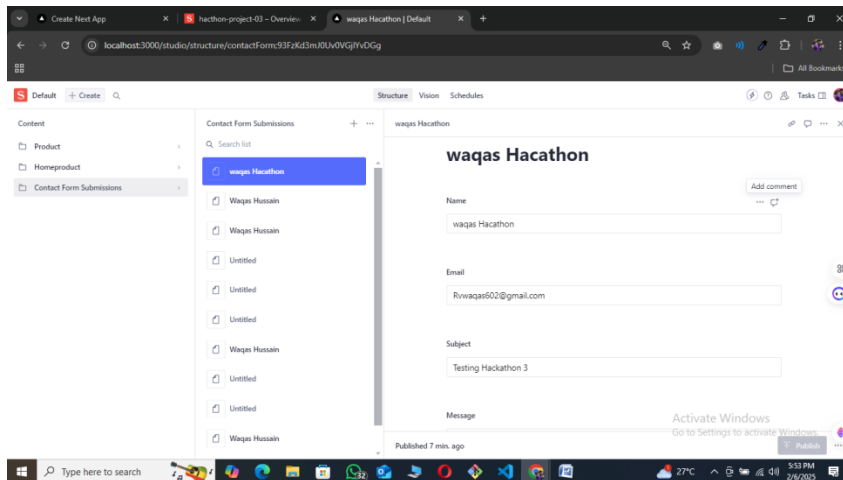 Create Next App
hacthon-project-03 – Overview
waqas Hacathon | Default
localhost:3000/studio/structure/contactForm;93FzKd3mJ0Uv0VGjIYvDGg
All Bookmarks
S Default + Create Structure Vision Schedules Tasks
Content
Product
Homeproduct
Contact Form Submissions
Contact Form Submissions
Search list
waqas Hacathon
Waqas Hussain
Waqas Hussain
Untitled
Untitled
Untitled
Waqas Hussain
Untitled
Untitled
Waqas Hussain
waqas Hacathon
waqas Hacathon
Add comment
Name
waqas Hacathon
Email
Rvwaqas602@gmail.com
Subject
Testing Hackathon 3
Message
Published 7 min. ago
Publish
Activate Windows
Go to Settings to activate Windows.
Type here to search
32
27°C
5:53 PM
2/6/2025